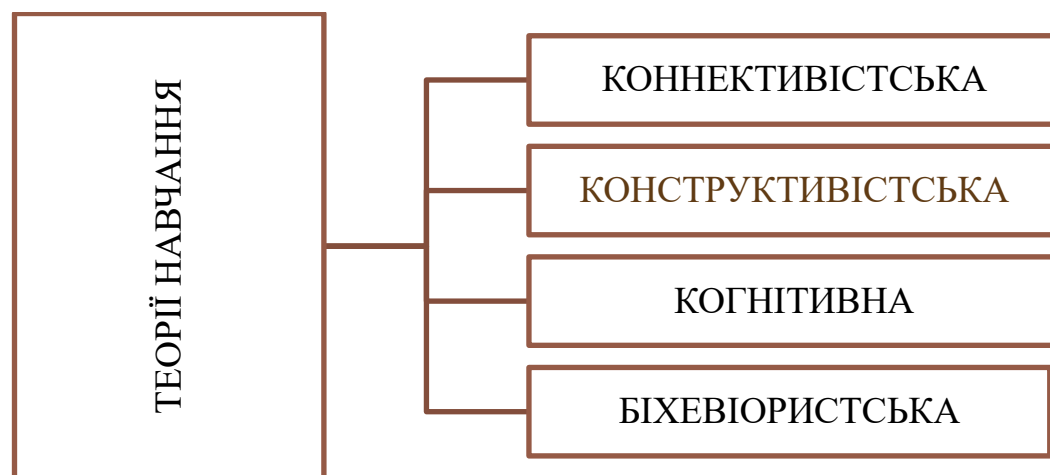 ТЕОРІЇ НАВЧАННЯ
КОННЕКТИВІСТСЬКА
КОНСТРУКТИВІСТСЬКА
КОГНІТИВНА
БІХЕВІОРИСТСЬКА